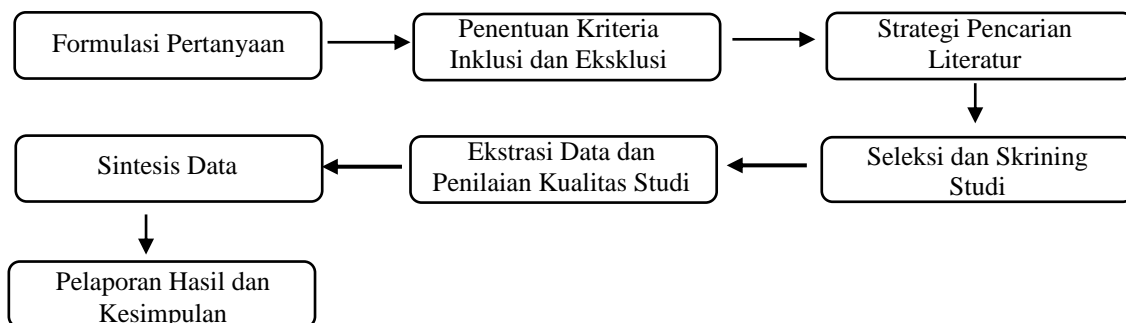 Formulasi Pertanyaan
Penentuan Kriteria
Inklusi dan Eksklusi
Strategi Pencarian
Literatur
Seleksi dan Skrining
Studi
Ekstrasi Data dan
Penilaian Kualitas Studi
Sintesis Data
Pelaporan Hasil dan
Kesimpulan